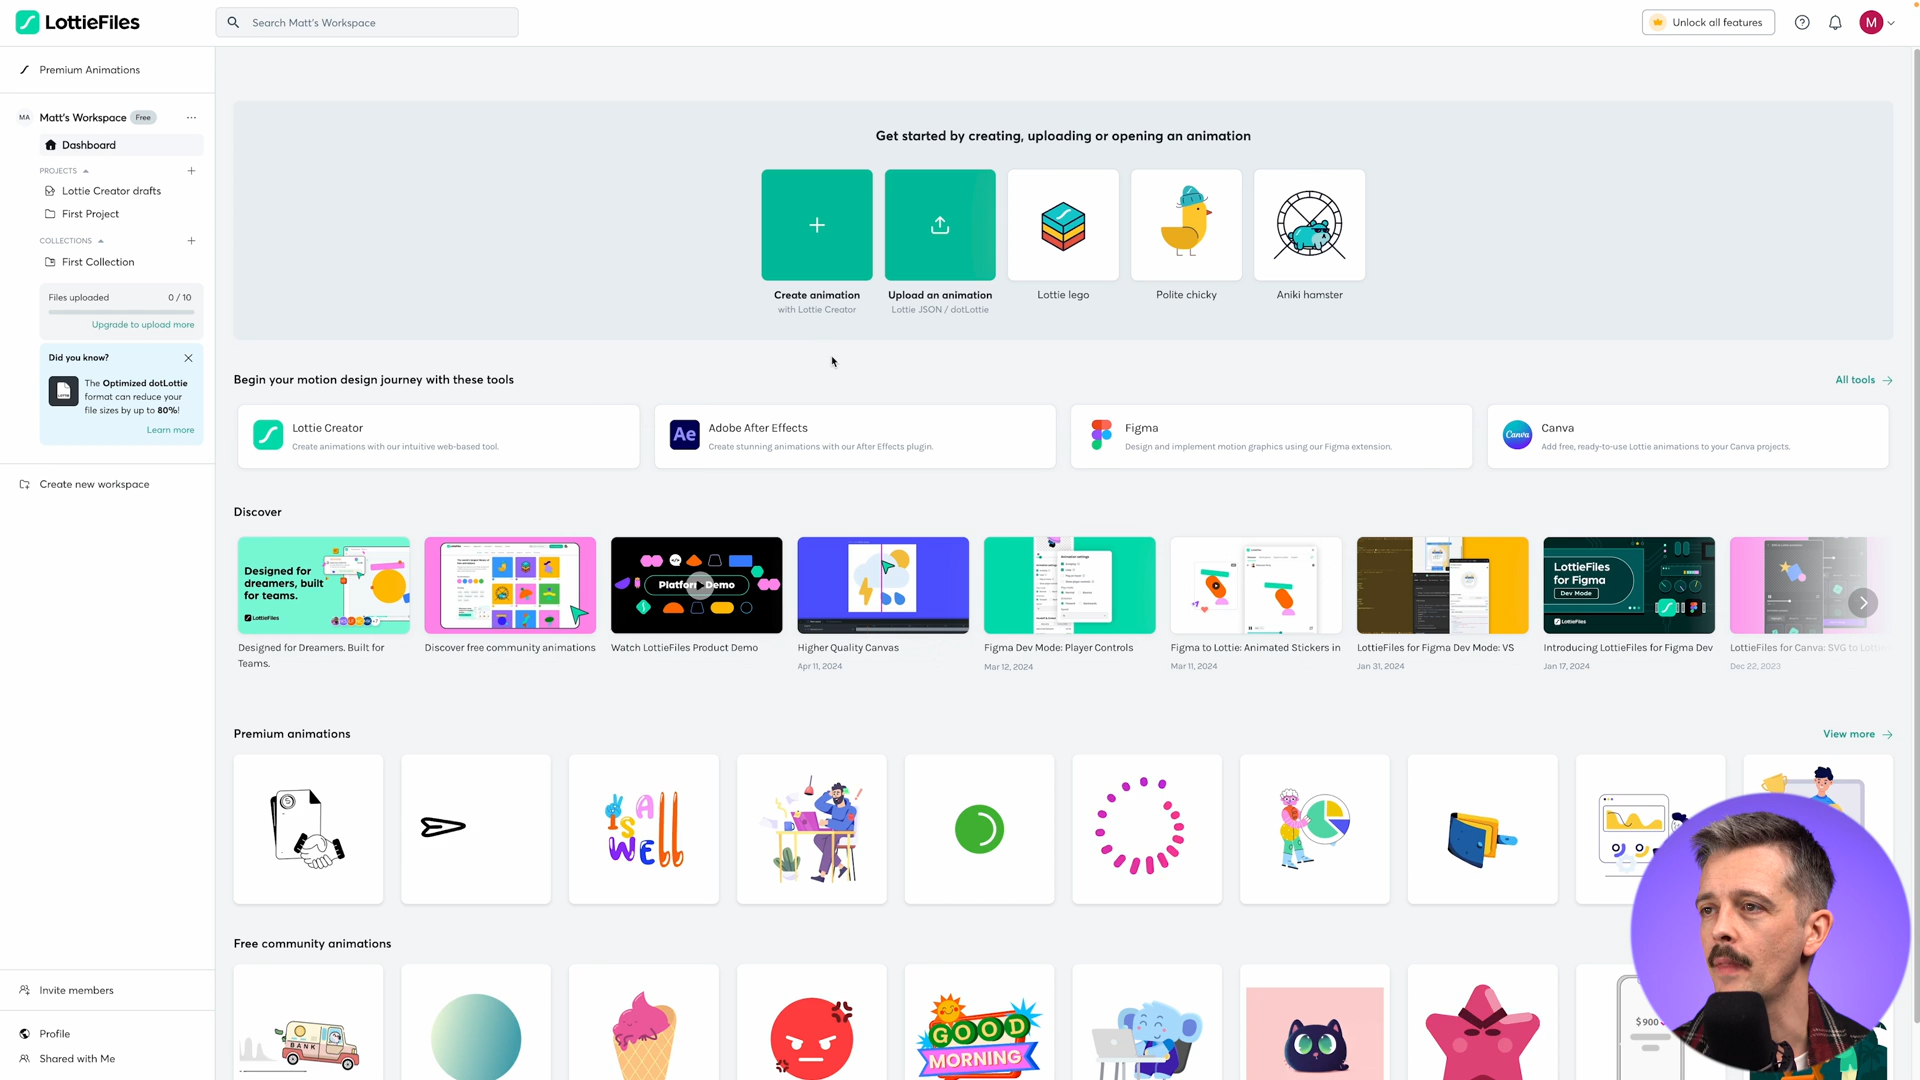 LottieFiles
Search Matt's Workspace
Unlock all features
M
Premium Animations
MA Matt's Workspace Free
Dashboard
PROJECTS
Lottie Creator drafts
First Project
COLLECTIONS
First Collection
Files uploaded 0 / 10
Upgrade to upload more
Did you know?
The Optimized dotLottie
format can reduce your
file sizes by up to 80%!
Learn more
Create new workspace
Invite members
Profile
Shared with Me
Get started by creating, uploading or opening an animation
Create animation
with Lottie Creator
Upload an animation
Lottie JSON / dotLottie
Lottie lego
Polite chicky
Aniki hamster
Begin your motion design journey with these tools
All tools
Lottie Creator
Create animations with our intuitive web-based tool.
Ae
Adobe After Effects
Create stunning animations with our After Effects plugin.
Figma
Design and implement motion graphics using our Figma extension.
Canva
Canva
Add free, ready-to-use Lottie animations to your Canva projects.
Discover
Designed for
dreamers, built
for teams.
LottieFiles
Designed for Dreamers. Built for
Teams.
Discover free community animations
Platform Demo
Watch LottieFiles Product Demo
Higher Quality Canvas
Apr 11, 2024
Figma Dev Mode: Player Controls
Mar 12, 2024
Figma to Lottie: Animated Stickers in
Mar 11, 2024
LottieFiles for Figma Dev Mode: VS
Jan 31, 2024
LottieFiles
for Figma
Dev Mode
LottieFiles
Introducing LottieFiles for Figma Dev
Jan 17, 2024
LottieFiles for Canva: SVG to Lottie
Dec 22, 2023
Premium animations
View more
ALL
IS
WELL
Free community animations
BANK
GOOD
MORNING
$900